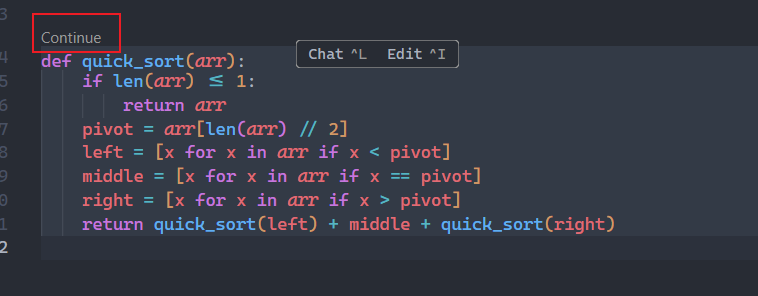 3
Continue
Chat ^L Edit ^I
4 def quick_sort(arr):
5 if len(arr) ≤ 1:
6 return arr
7 pivot = arr[len(arr) // 2]
8 left = [x for x in arr if x < pivot]
9 middle = [x for x in arr if x == pivot]
0 right = [x for x in arr if x > pivot]
1 return quick_sort(left) + middle + quick_sort(right)
2